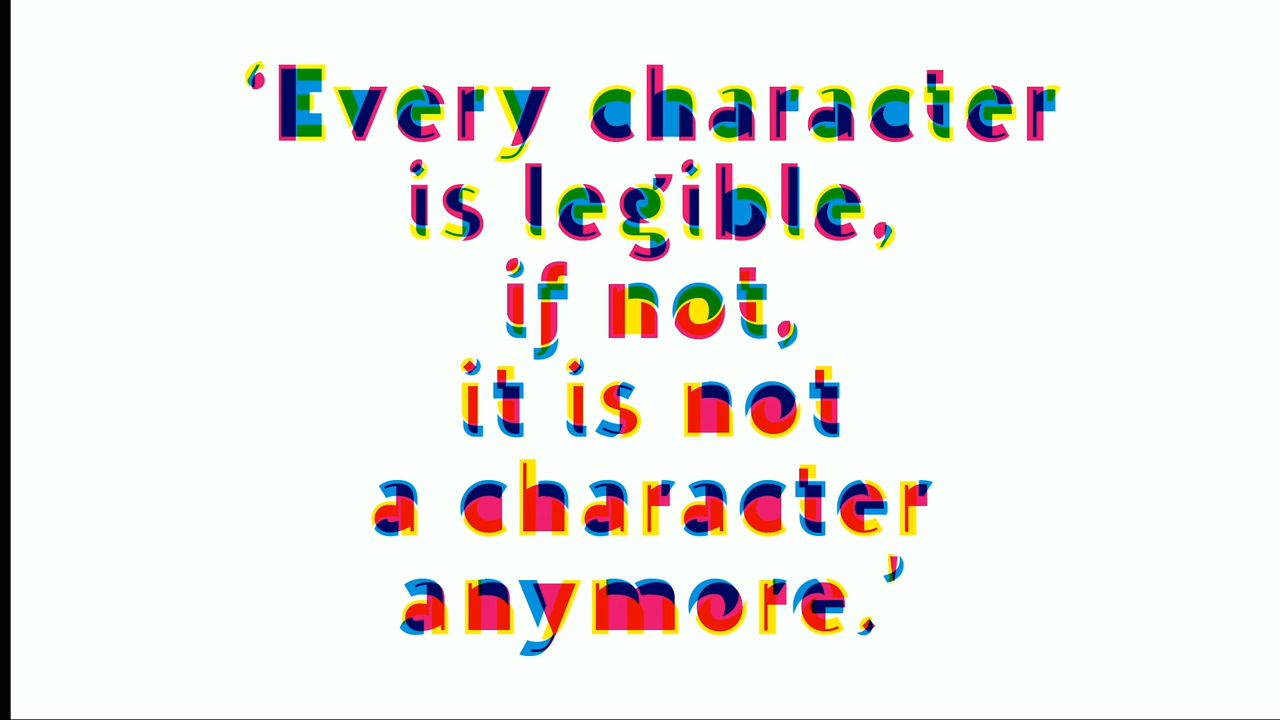 ‘Every character
is legible,
if not,
it is not
a character
anymore.’